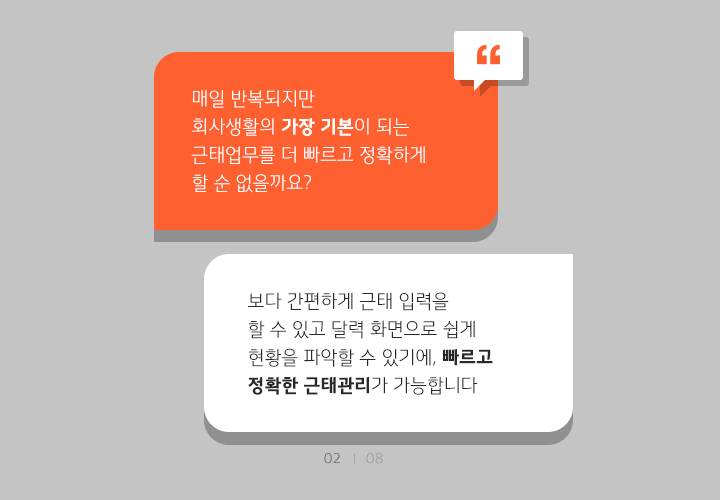 “
매일 반복되지만
회사생활의 가장 기본이 되는
근태업무를 더 빠르고 정확하게
할 순 없을까요?
보다 간편하게 근태 입력을
할 수 있고 달력 화면으로 쉽게
현황을 파악할 수 있기에, 빠르고
정확한 근태관리가 가능합니다
02 | 08